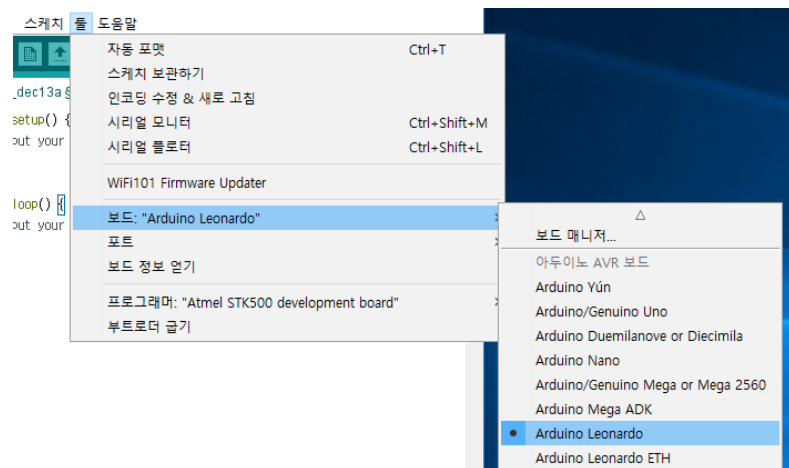 스케치 툴 도움말
_dec13a§
setup() {
put your
loop() {
put your
자동 포맷 Ctrl+T
스케치 보관하기
인코딩 수정 & 새로 고침
시리얼 모니터 Ctrl+Shift+M
시리얼 플로터 Ctrl+Shift+L
WiFi101 Firmware Updater
보드: "Arduino Leonardo"
포트
보드 정보 얻기
프로그래머: "Atmel STK500 development board"
부트로더 굽기
보드 매니저...
아두이노 AVR 보드
Arduino Yún
Arduino/Genuino Uno
Arduino Duemilanove or Diecimila
Arduino Nano
Arduino/Genuino Mega or Mega 2560
Arduino Mega ADK
Arduino Leonardo
Arduino Leonardo ETH